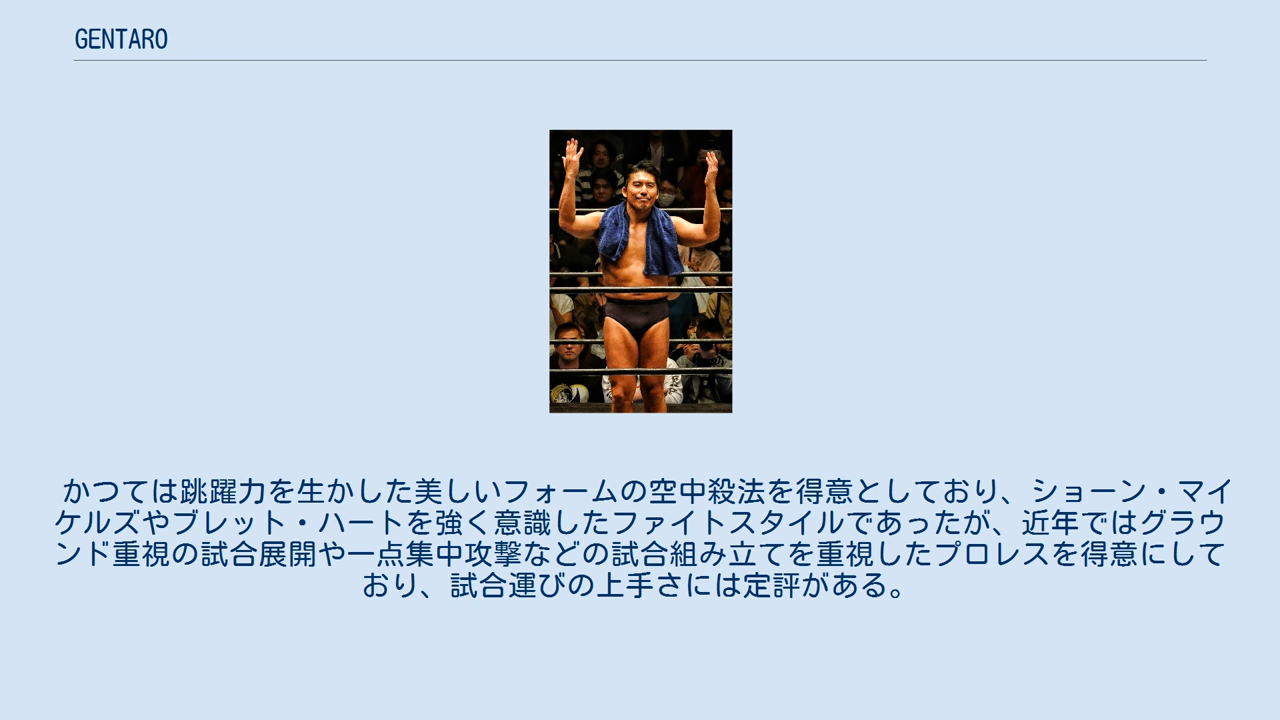 GENTARO
かつては跳躍力を生かした美しいフォームの空中殺法を得意としており、ショーン・マイ
ケルズやブレット・ハートを強く意識したファイトスタイルであったが、近年ではグラウ
ンド重視の試合展開や一点集中攻撃などの試合組み立てを重視したプロレスを得意にして
おり、試合運びの上手さには定評がある。